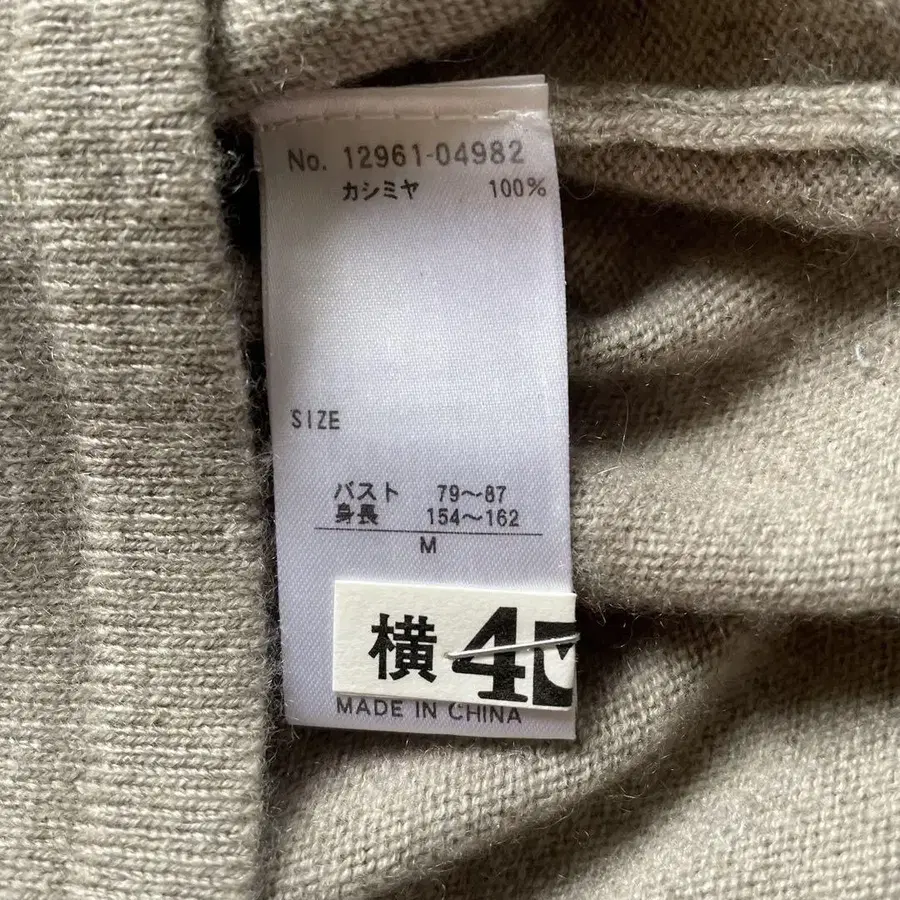 No. 12961-04982
カシミヤ 100%
SIZE
バスト 79〜87
身長 154〜162
M
横4
MADE IN CHINA